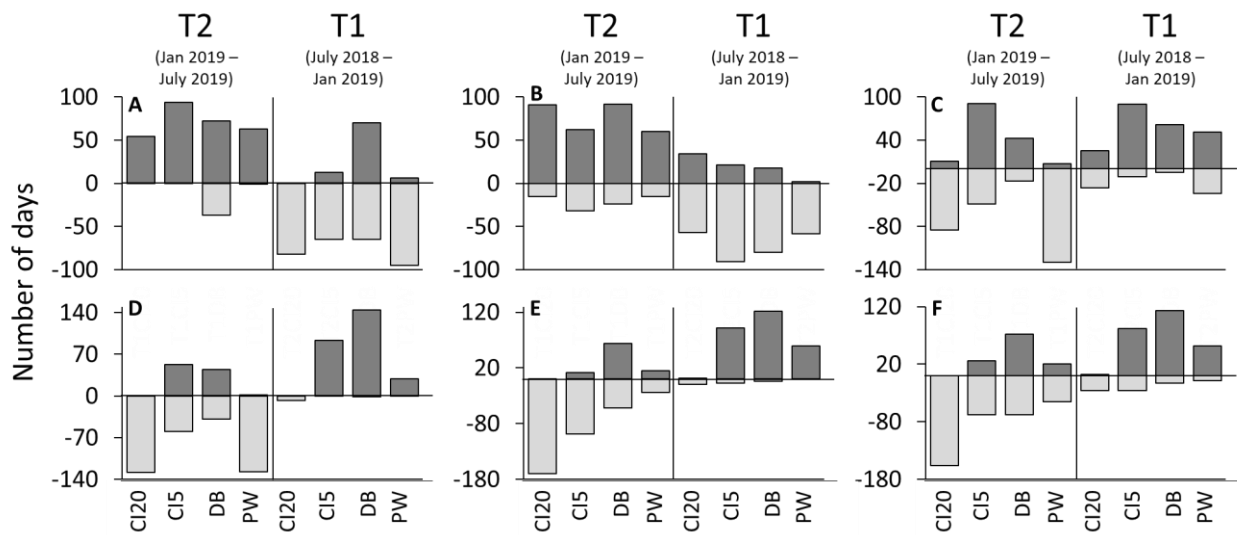 T2 T1 T2 T1 T2 T1
(Jan 2019 – (July 2018 – (Jan 2019 – (July 2018 – (Jan 2019 – (July 2018 –
July 2019) Jan 2019) July 2019) Jan 2019) July 2019) Jan 2019)
Number of days
A
100
50
0
-50
-100
B
100
50
0
-50
-100
C
100
40
-20
-80
-140
D
140
70
0
-70
-140
CI20 CI5 DB PW CI20 CI5 DB PW
E
120
20
-80
-180
CI20 CI5 DB PW CI20 CI5 DB PW
F
120
20
-80
-180
CI20 CI5 DB PW CI20 CI5 DB PW